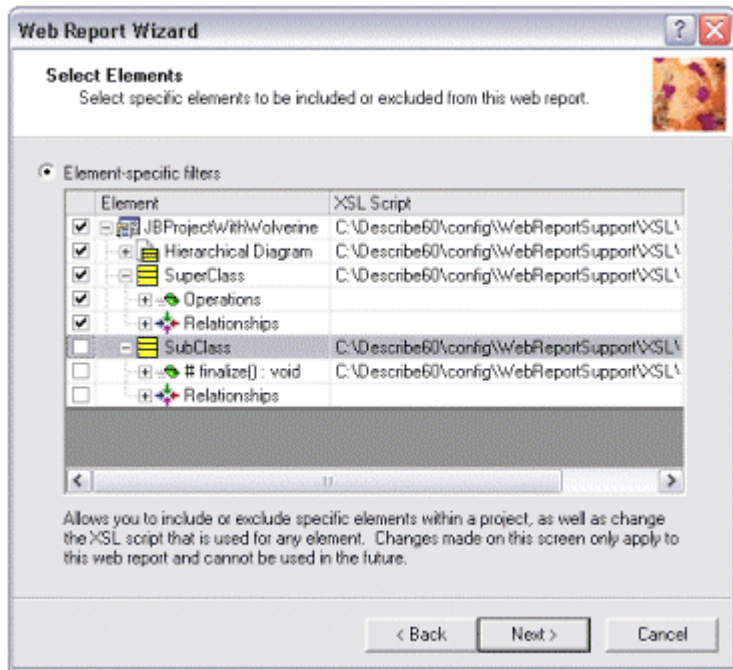 Web Report Wizard
Select Elements
Select specific elements to be included or excluded from this web report.
Element-specific filters
Element XSL Script
JBProjectWithWolverine C:\Describe60\config\WebReportSupport\XSL\
Hierarchical Diagram C:\Describe60\config\WebReportSupport\XSL\
SuperClass C:\Describe60\config\WebReportSupport\XSL\
Operations
Relationships
SubClass C:\Describe60\config\WebReportSupport\XSL\
# finalize() : void C:\Describe60\config\WebReportSupport\XSL\
Relationships
Allows you to include or exclude specific elements within a project, as well as change
the XSL script that is used for any element. Changes made on this screen only apply to
this web report and cannot be used in the future.
< Back Next > Cancel